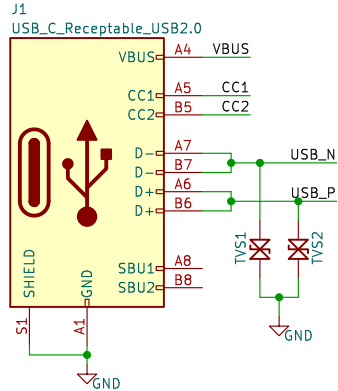 J1
USB_C_Receptable_USB2.0
VBUS A4 VBUS
CC1 A5 CC1
CC2 B5 CC2
D- A7
D- B7 USB_N
D+ A6
D+ B6 USB_P
TVS1 TVS2
SBU1 A8
SBU2 B8
SHIELD GND
S1 A1
GND
GND